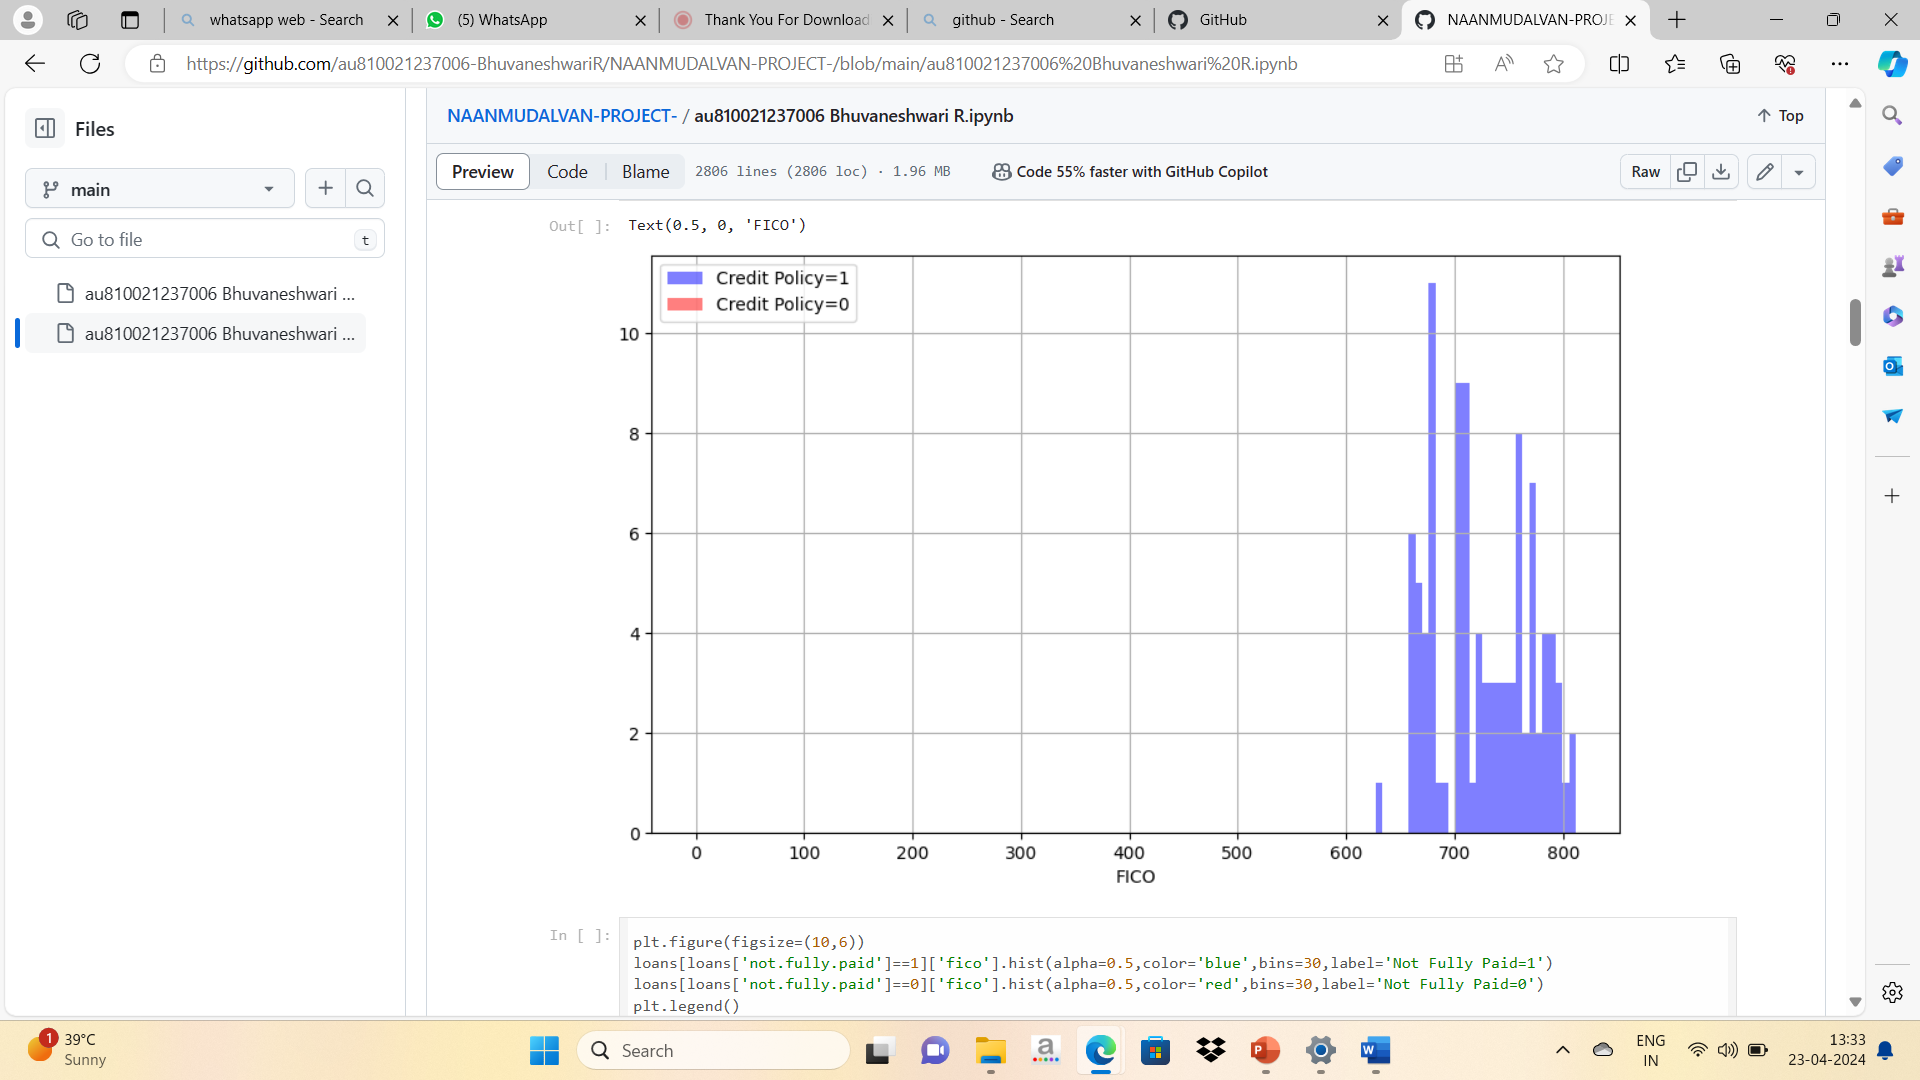 whatsapp web - Search
(5) WhatsApp
Thank You For Download
github - Search
GitHub
NAANMUDALVAN-PROJE
https://github.com/au810021237006-BhuvaneshwariR/NAANMUDALVAN-PROJECT-/blob/main/au810021237006%20Bhuvaneshwari%20R.ipynb
Files
NAANMUDALVAN-PROJECT- / au810021237006 Bhuvaneshwari R.ipynb
Top
main
Preview
Code
Blame
2806 lines (2806 loc) · 1.96 MB
Code 55% faster with GitHub Copilot
Raw
Go to file
t
au810021237006 Bhuvaneshwari ...
au810021237006 Bhuvaneshwari ...
Out[ ]:
Text(0.5, 0, 'FICO')
Credit Policy=1
Credit Policy=0
10
8
6
4
2
0
0 100 200 300 400 500 600 700 800
FICO
In [ ]:
plt.figure(figsize=(10,6))
loans[loans['not.fully.paid']==1]['fico'].hist(alpha=0.5,color='blue',bins=30,label='Not Fully Paid=1')
loans[loans['not.fully.paid']==0]['fico'].hist(alpha=0.5,color='red',bins=30,label='Not Fully Paid=0')
plt.legend()
1
39°C
Sunny
Search
ENG
IN
13:33
23-04-2024